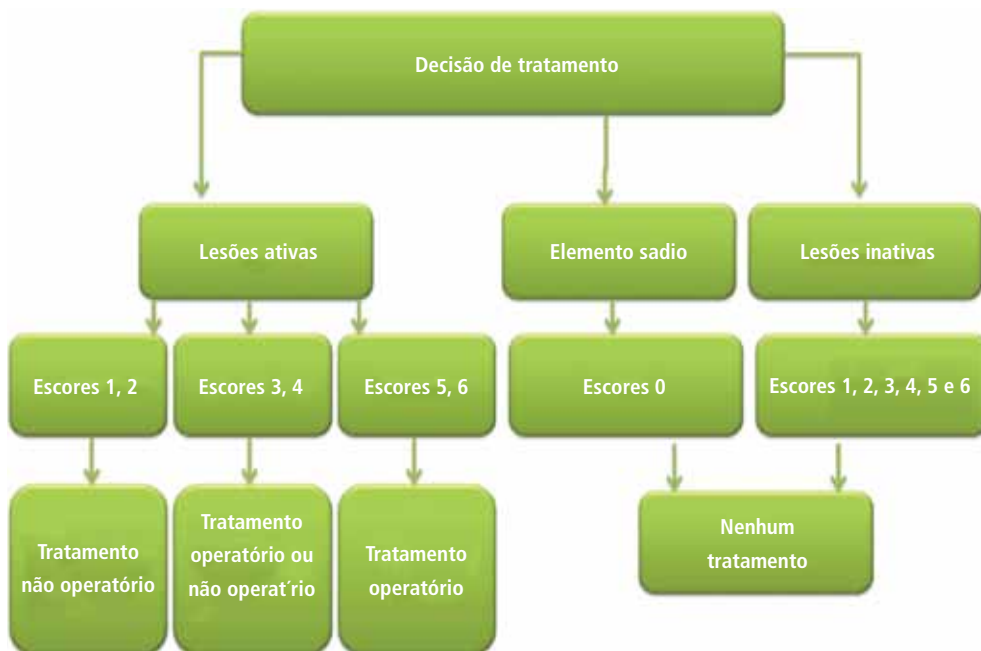 Decisão de tratamento
Lesões ativas
Elemento sadio
Lesões inativas
Escores 1, 2
Escores 3, 4
Escores 5, 6
Escores 0
Escores 1, 2, 3, 4, 5 e 6
Tratamento
não operatório
Tratamento
operatório ou
não operat´rio
Tratamento
operatório
Nenhum
tratamento